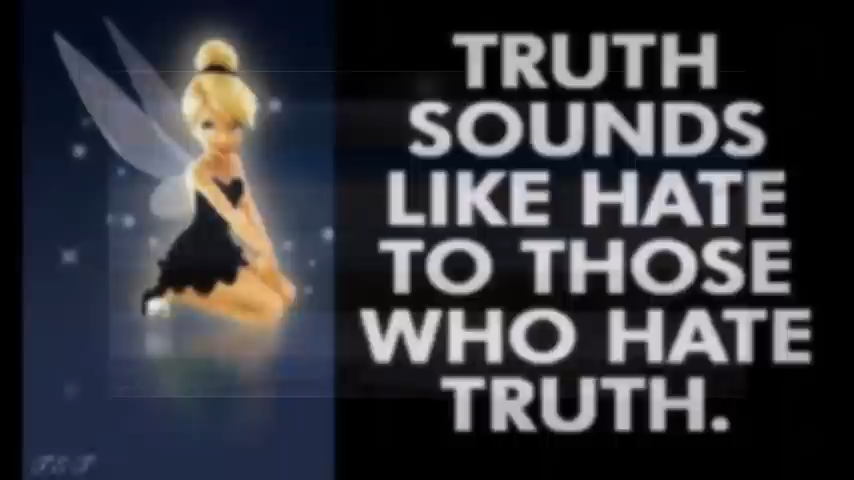 TRUTH
SOUNDS
LIKE HATE
TO THOSE
WHO HATE
TRUTH.